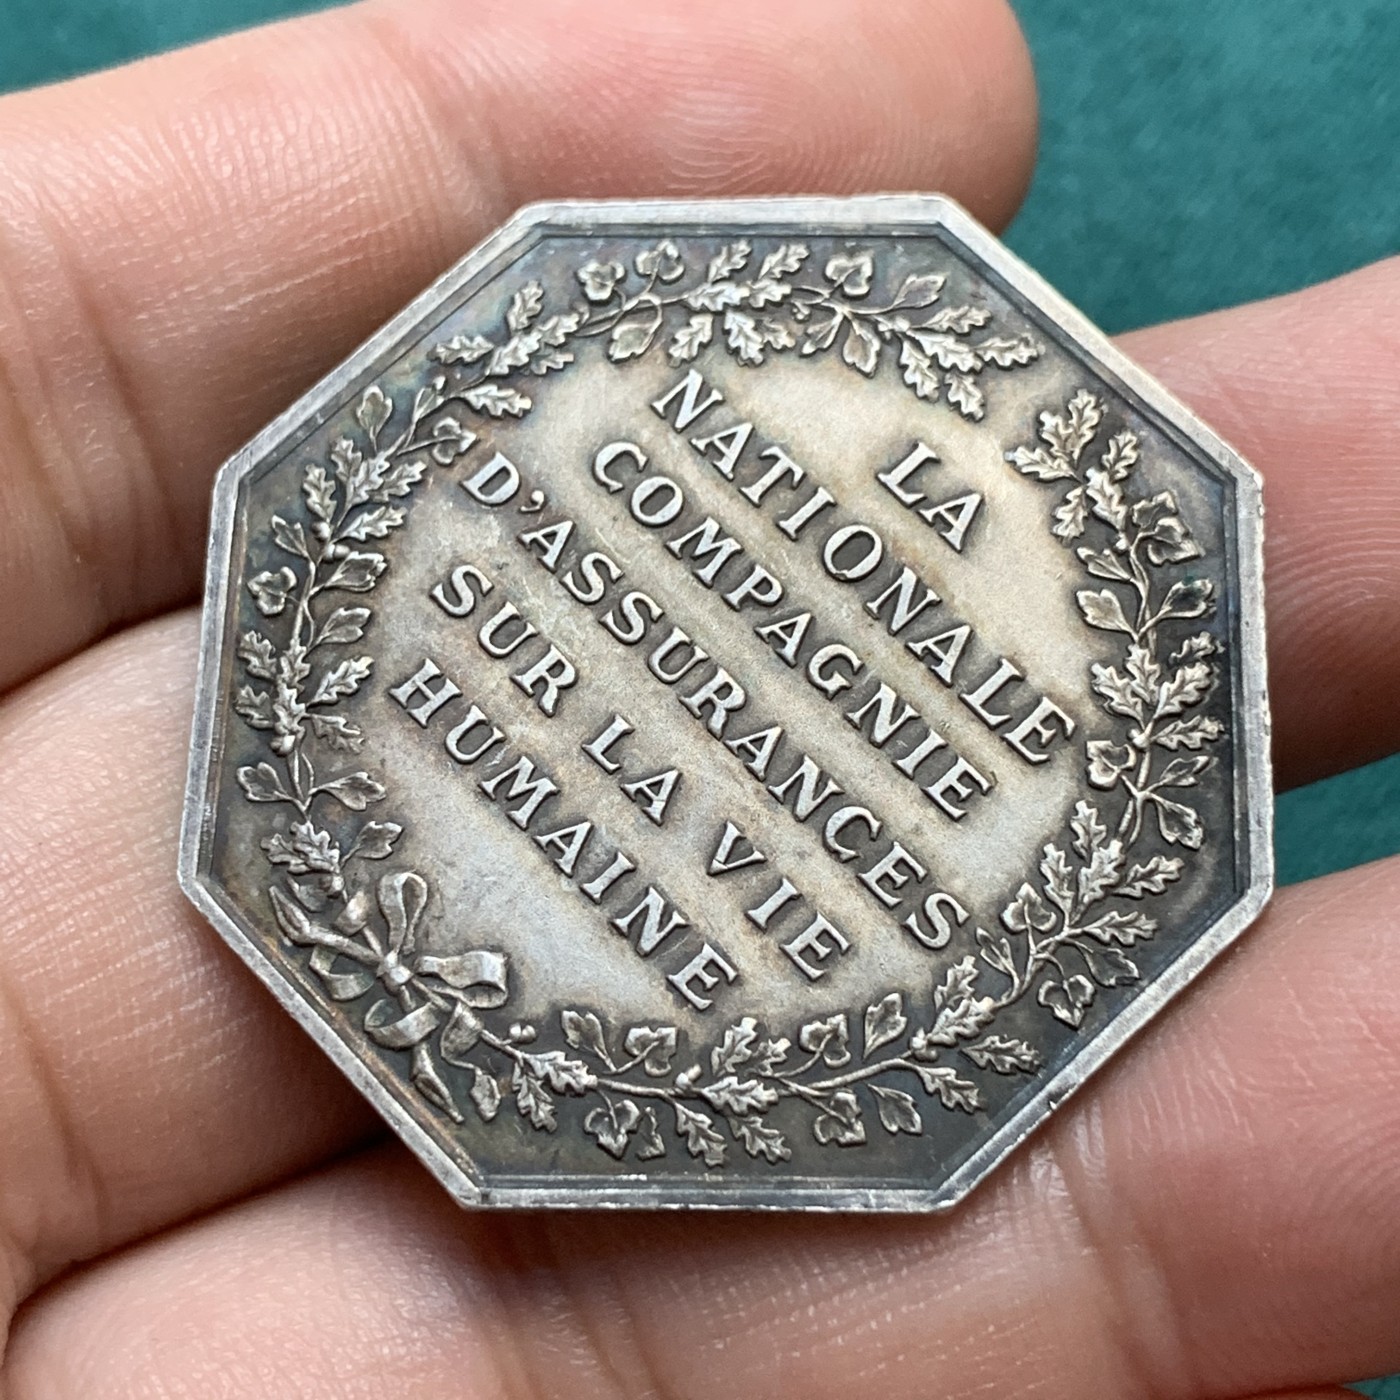 LA
NATIONALE
COMPAGNIE
D'ASSURANCES
SUR LA VIE
HUMAINE